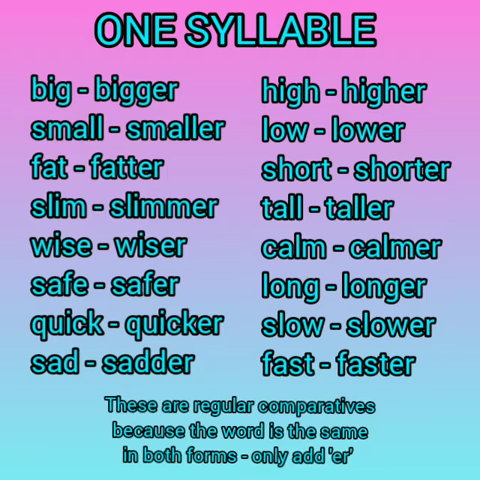 ONE SYLLABLE
big - bigger
small - smaller
fat - fatter
slim - slimmer
wise - wiser
safe - safer
quick - quicker
sad - sadder
high - higher
low - lower
short - shorter
tall - taller
calm - calmer
long - longer
slow - slower
fast - faster
These are regular comparatives
because the word is the same
in both forms - only add 'er'